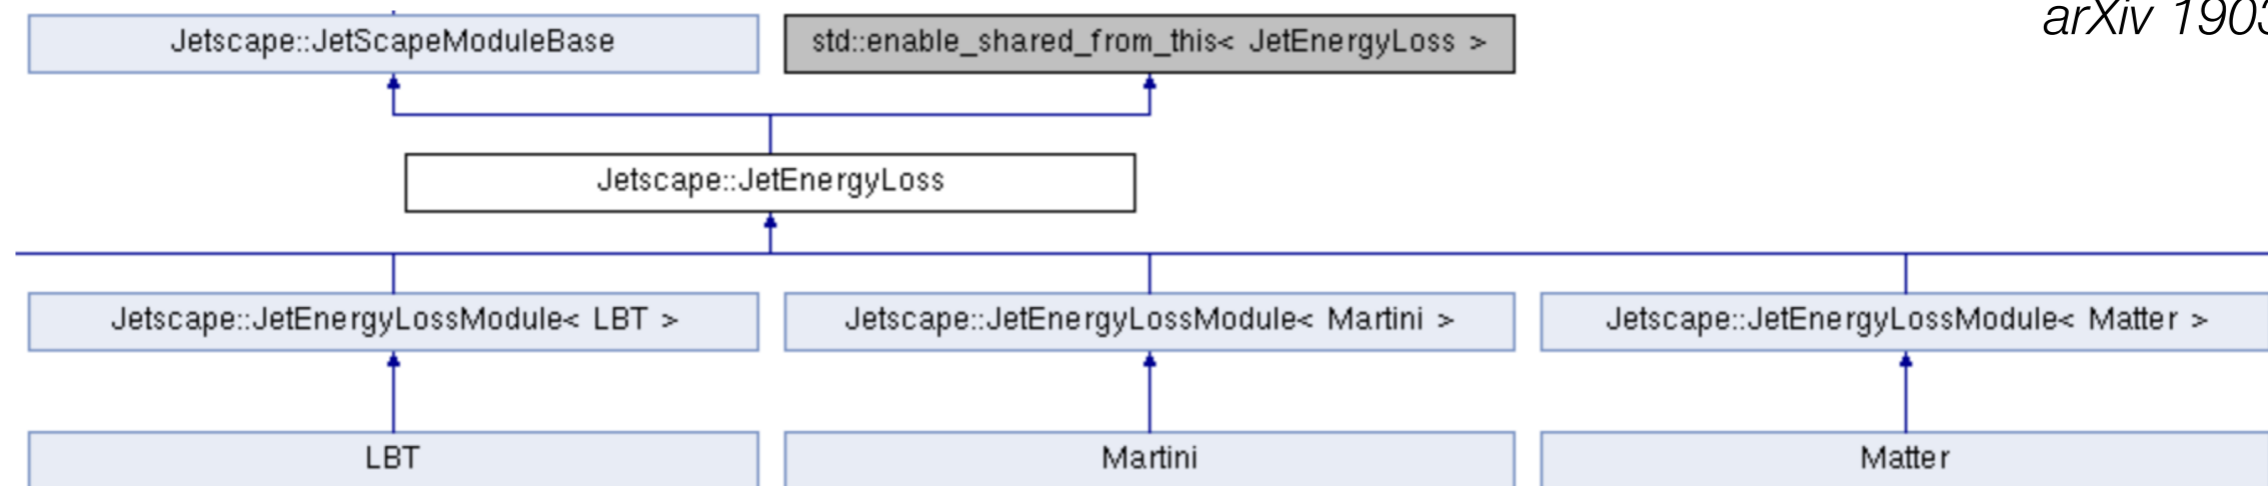 Jetscape::JetScapeModuleBase
std::enable_shared_from_this< JetEnergyLoss >
arXiv 1903
Jetscape::JetEnergyLoss
Jetscape::JetEnergyLossModule< LBT >
Jetscape::JetEnergyLossModule< Martini >
Jetscape::JetEnergyLossModule< Matter >
LBT
Martini
Matter